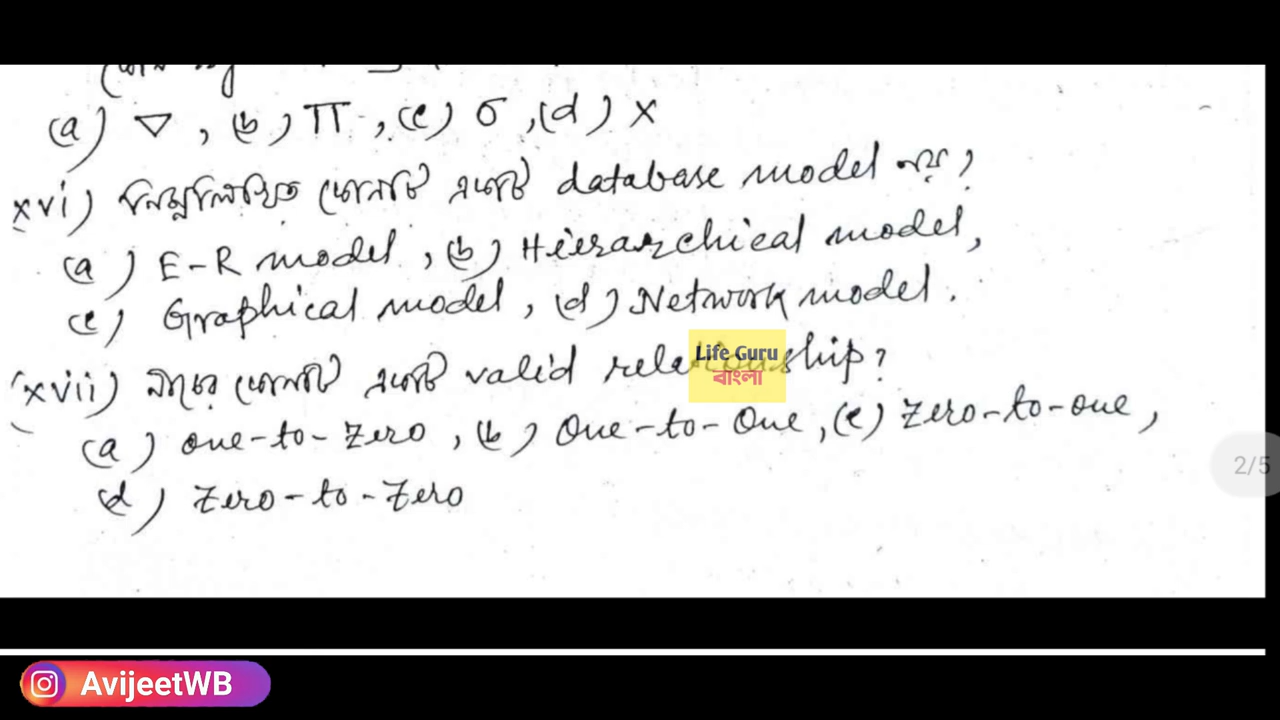 (a) ▽, (b) π, (c) σ, (d) x
xvi) নিম্নলিখিত কোনটি একটি database model নয়?
(a) E-R model, (b) Hierarchical model,
(c) Graphical model, (d) Network model.
(xvii) নীচের কোনটি একটি valid relationship?
Life Guru
বাংলা
(a) one-to-zero, (b) One-to-One, (c) Zero-to-one,
(d) Zero-to-Zero
2/5
AvijeetWB